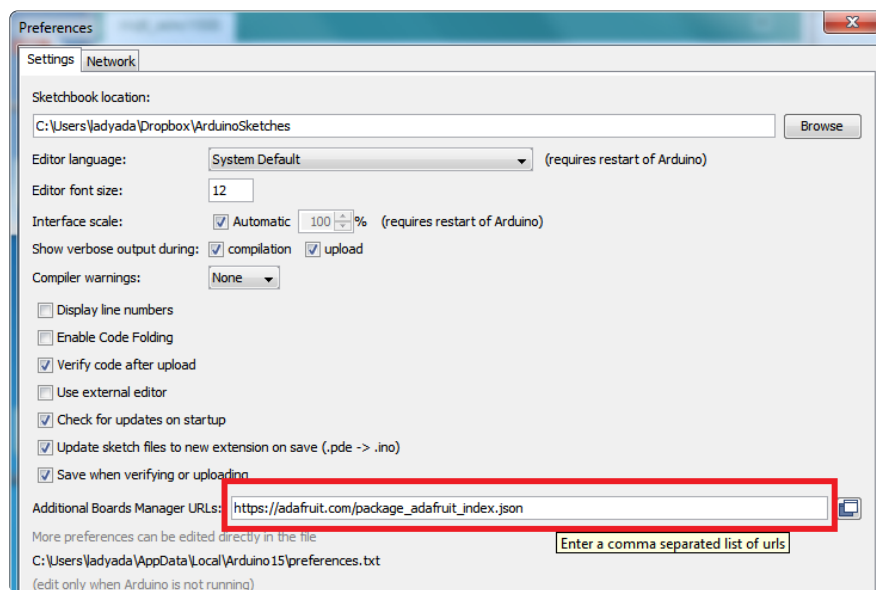 Preferences
Settings Network
Sketchbook location:
C:\Users\ladyada\Dropbox\ArduinoSketches Browse
Editor language: System Default (requires restart of Arduino)
Editor font size: 12
Interface scale: Automatic 100 % (requires restart of Arduino)
Show verbose output during: compilation upload
Compiler warnings: None
Display line numbers
Enable Code Folding
Verify code after upload
Use external editor
Check for updates on startup
Update sketch files to new extension on save (.pde -> .ino)
Save when verifying or uploading
Additional Boards Manager URLs: https://adafruit.com/package_adafruit_index.json
More preferences can be edited directly in the file
Enter a comma separated list of urls
C:\Users\ladyada\AppData\Local\Arduino15\preferences.txt
(edit only when Arduino is not running)